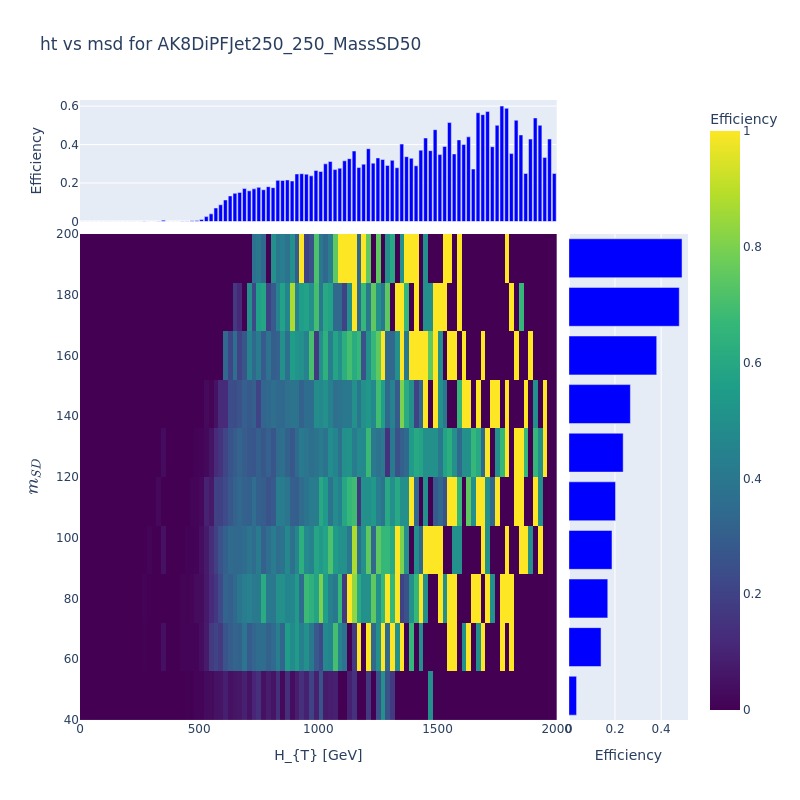 ht vs msd for AK8DiPFJet250_250_MassSD50
Efficiency
0.6
0.4
0.2
0
Efficiency
1
0.8
0.6
0.4
0.2
0
m_{SD}
200
180
160
140
120
100
80
60
40
0 500 1000 1500 2000
H_{T} [GeV]
0 0.2 0.4
Efficiency